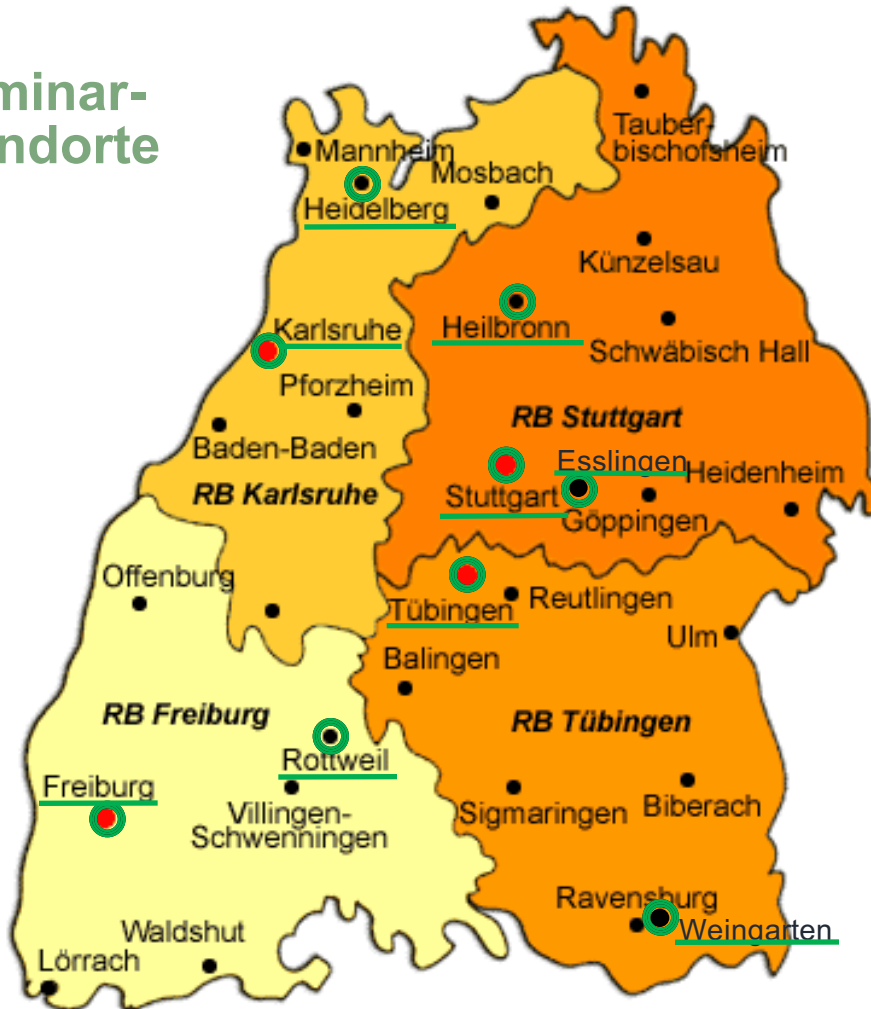 minar-
ndorte
Tauber-
bischofsheim
Mannheim
Mosbach
Heidelberg
Künzelsau
Karlsruhe
Heilbronn
Schwäbisch Hall
Pforzheim
RB Stuttgart
Baden-Baden
Esslingen
Heidenheim
RB Karlsruhe
Stuttgart
Göppingen
Offenburg
Tübingen
Reutlingen
Ulm
Balingen
RB Freiburg
RB Tübingen
Rottweil
Freiburg
Villingen-
Schwenningen
Sigmaringen
Biberach
Ravensburg
Waldshut
Weingarten
Lörrach